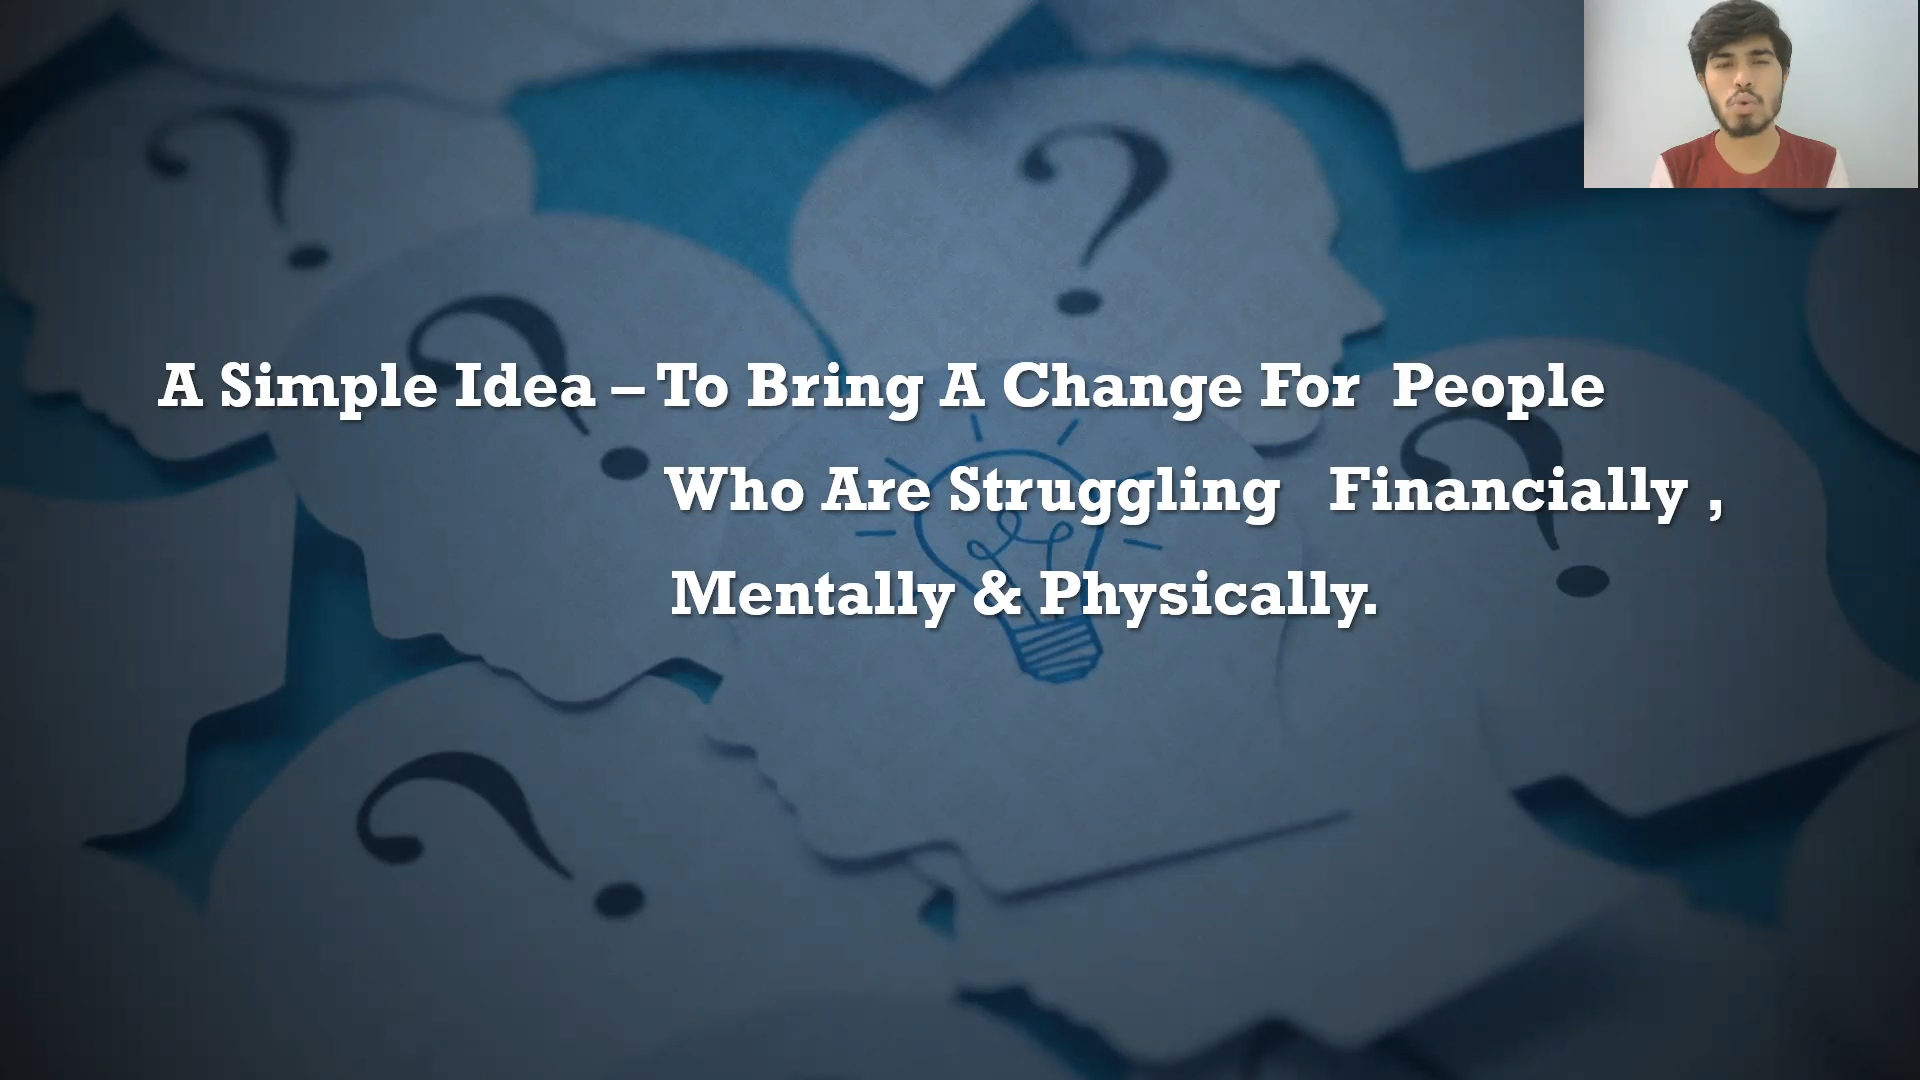 A Simple Idea – To Bring A Change For People
Who Are Struggling Financially ,
Mentally & Physically.